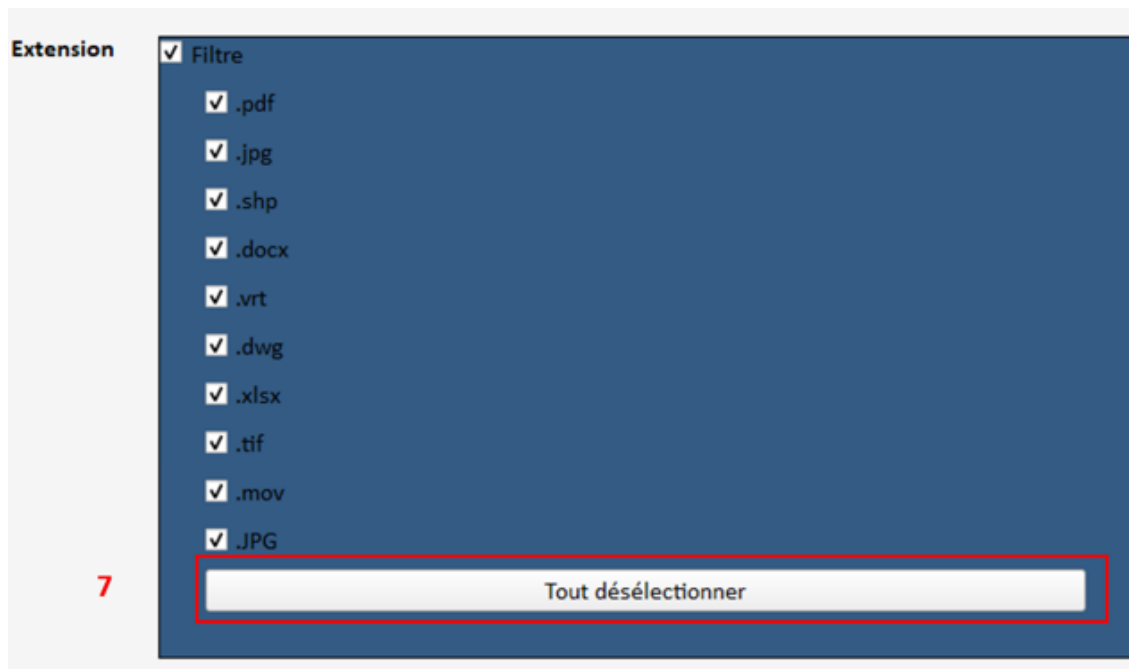 Extension
Filtre
.pdf
.jpg
.shp
.docx
.vrt
.dwg
.xlsx
.tif
.mov
.JPG
7
Tout désélectionner